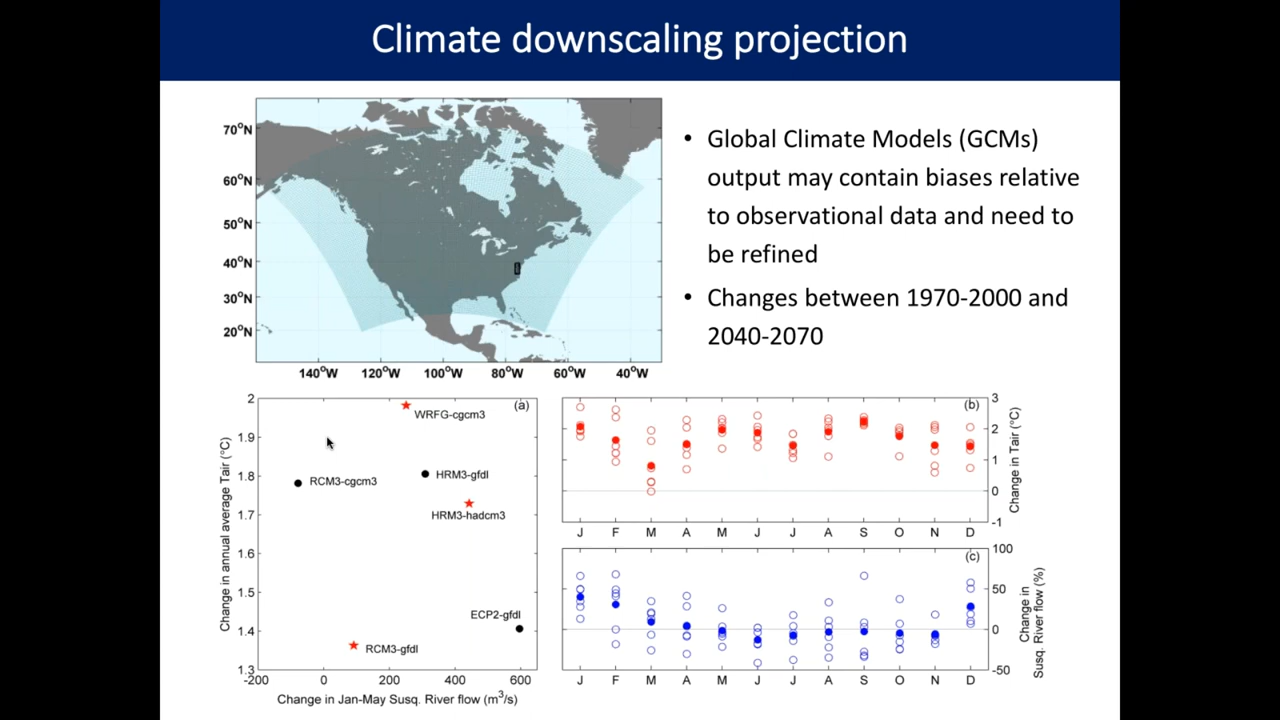 Climate downscaling projection
70°N
60°N
50°N
40°N
30°N
20°N
140°W 120°W 100°W 80°W 60°W 40°W
• Global Climate Models (GCMs)
output may contain biases relative
to observational data and need to
be refined
• Changes between 1970-2000 and
2040-2070
(a)
Change in annual average Tair (°C)
2
1.9
1.8
1.7
1.6
1.5
1.4
1.3
WRFG-cgcm3
RCM3-cgcm3
HRM3-gfdl
HRM3-hadcm3
ECP2-gfdl
RCM3-gfdl
-200 0 200 400 600
Change in Jan-May Susq. River flow (m³/s)
(b)
3
2
1
0
-1
Change in Tair (°C)
J F M A M J J A S O N D
(c)
100
50
0
-50
Change in
Susq. River flow (%)
J F M A M J J A S O N D